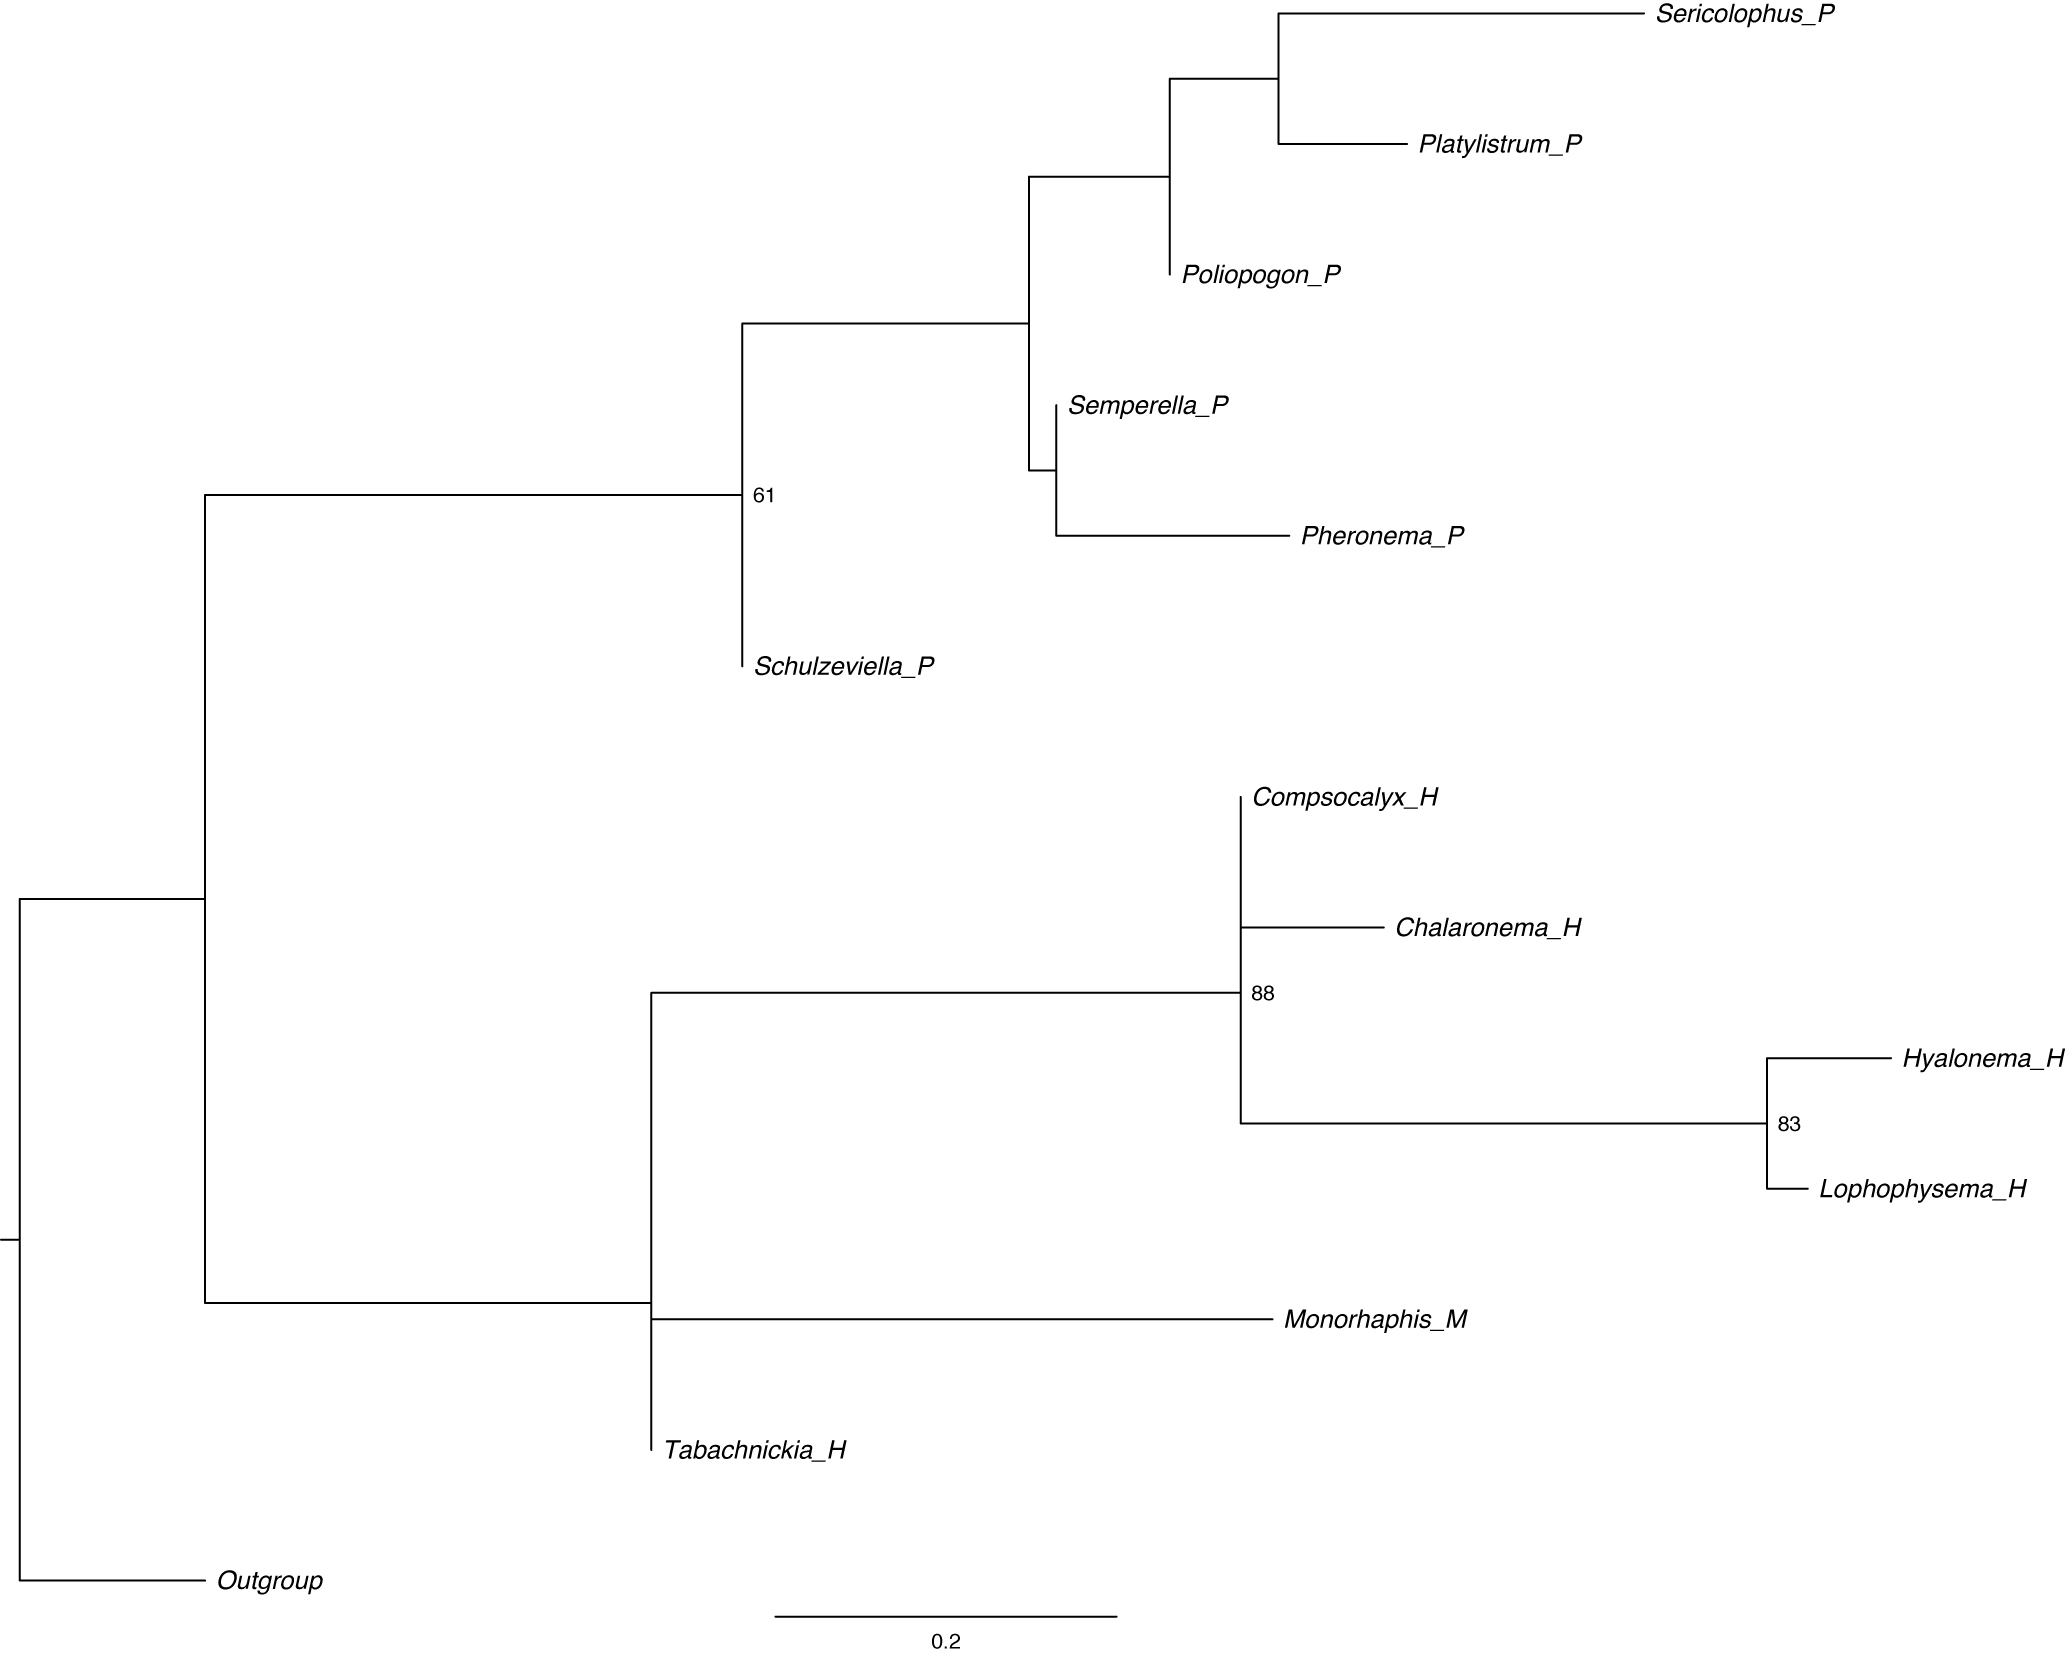 Sericolophus_P
Platylistrum_P
Poliopogon_P
Semperella_P
61
Pheronema_P
Schulzeviella_P
Compsocalyx_H
Chalaronema_H
88
Hyalonema_H
83
Lophophysema_H
Monorhaphis_M
Tabachnickia_H
Outgroup
0.2